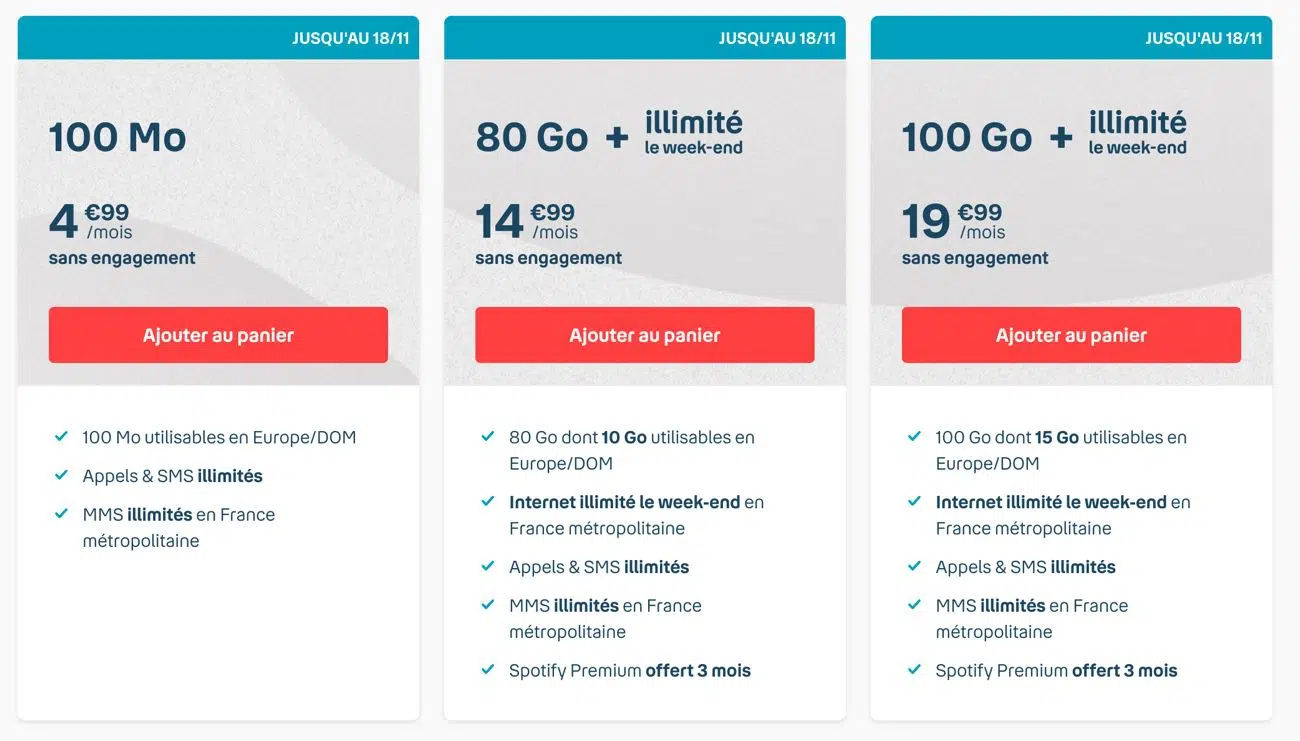 JUSQU'AU 18/11
100 Mo
4 €99
/mois
sans engagement
Ajouter au panier
100 Mo utilisables en Europe/DOM
Appels & SMS illimités
MMS illimités en France
métropolitaine
JUSQU'AU 18/11
80 Go + illimité
le week-end
14 €99
/mois
sans engagement
Ajouter au panier
80 Go dont 10 Go utilisables en
Europe/DOM
Internet illimité le week-end en
France métropolitaine
Appels & SMS illimités
MMS illimités en France
métropolitaine
Spotify Premium offert 3 mois
JUSQU'AU 18/11
100 Go + illimité
le week-end
19 €99
/mois
sans engagement
Ajouter au panier
100 Go dont 15 Go utilisables en
Europe/DOM
Internet illimité le week-end en
France métropolitaine
Appels & SMS illimités
MMS illimités en France
métropolitaine
Spotify Premium offert 3 mois